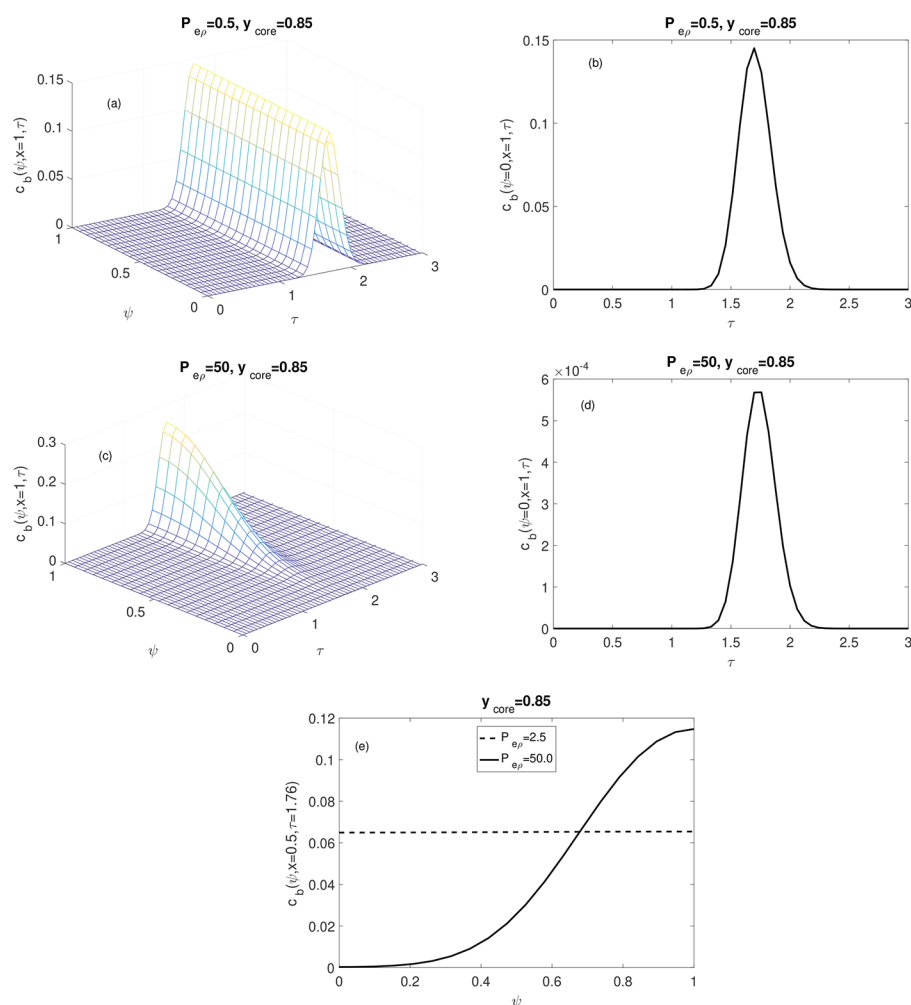 P eρ=0.5, y core=0.85
(a)
c b(ψ,x=1,τ)
0.15
0.1
0.05
0
1
0.5
0
ψ
0
1
2
3
τ
P eρ=0.5, y core=0.85
(b)
c b(ψ=0,x=1,τ)
0.15
0.1
0.05
0
0 0.5 1 1.5 2 2.5 3
τ
P eρ=50, y core=0.85
(c)
c b(ψ,x=1,τ)
0.3
0.2
0.1
0
1
0.5
0
ψ
0
1
2
3
τ
P eρ=50, y core=0.85
×10-4
(d)
c b(ψ=0,x=1,τ)
6
5
4
3
2
1
0
0 0.5 1 1.5 2 2.5 3
τ
y core=0.85
(e)
P eρ=2.5
P eρ=50.0
c b(ψ,x=0.5,τ=1.76)
0.12
0.1
0.08
0.06
0.04
0.02
0
0 0.2 0.4 0.6 0.8 1
ψ